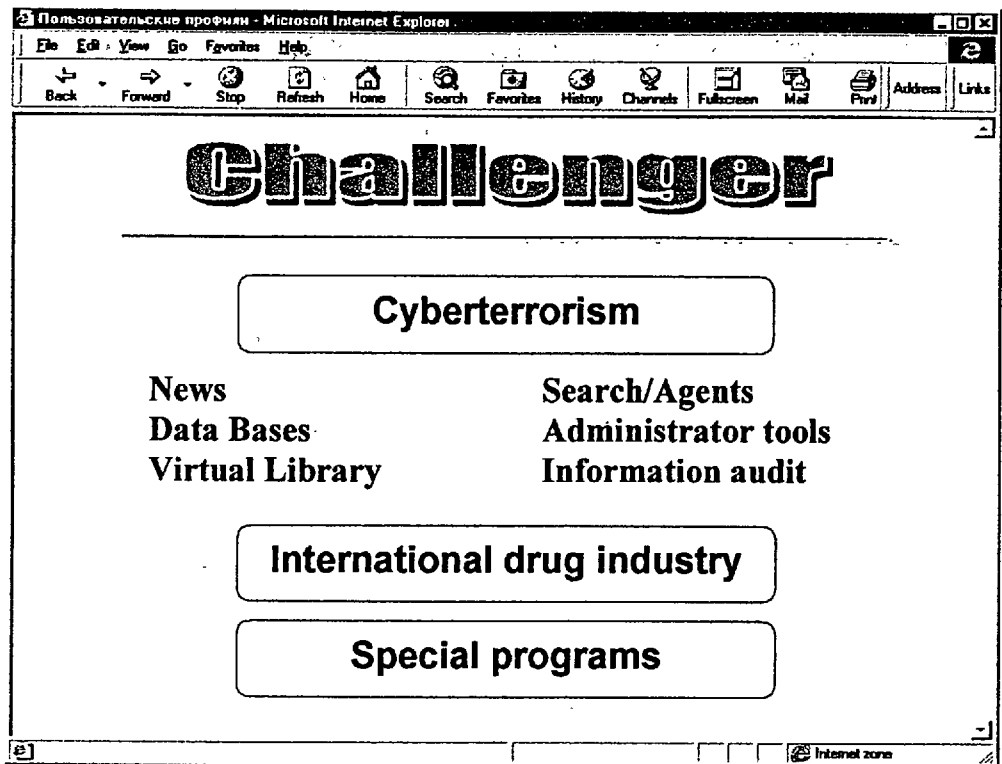 Пользовательские профили - Microsoft Internet Explorer
File Edit View Go Favorites Help
Back Forward Stop Refresh Home Search Favorites History Channels Fullscreen Mail Print Address Links
Challenger
Cyberterrorism
News Search/Agents
Data Bases Administrator tools
Virtual Library Information audit
International drug industry
Special programs
Internet zone